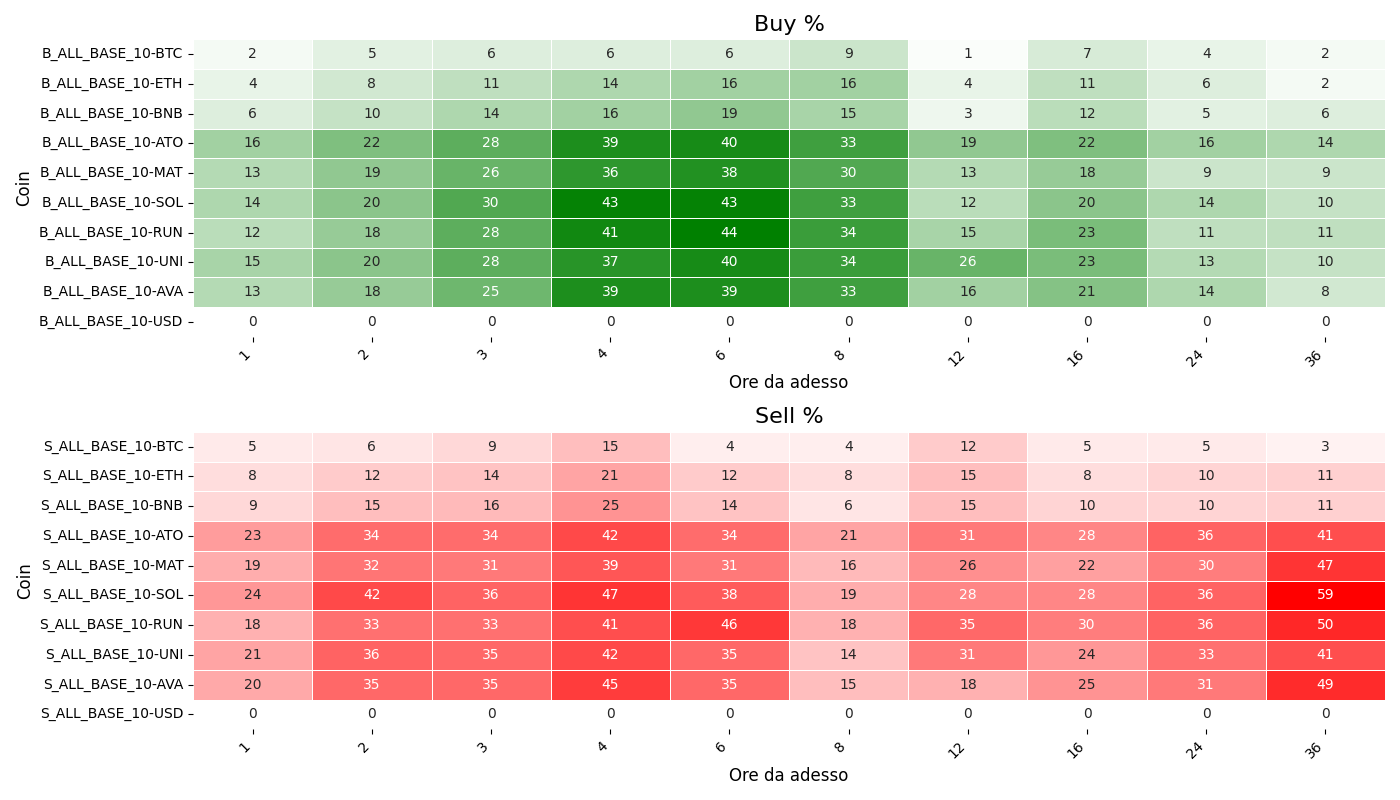 Buy %
Coin
B_ALL_BASE_10-BTC 2 5 6 6 6 9 1 7 4 2
B_ALL_BASE_10-ETH 4 8 11 14 16 16 4 11 6 2
B_ALL_BASE_10-BNB 6 10 14 16 19 15 3 12 5 6
B_ALL_BASE_10-ATO 16 22 28 39 40 33 19 22 16 14
B_ALL_BASE_10-MAT 13 19 26 36 38 30 13 18 9 9
B_ALL_BASE_10-SOL 14 20 30 43 43 33 12 20 14 10
B_ALL_BASE_10-RUN 12 18 28 41 44 34 15 23 11 11
B_ALL_BASE_10-UNI 15 20 28 37 40 34 26 23 13 10
B_ALL_BASE_10-AVA 13 18 25 39 39 33 16 21 14 8
B_ALL_BASE_10-USD 0 0 0 0 0 0 0 0 0 0
1 2 3 4 6 8 12 16 24 36
Ore da adesso
Sell %
Coin
S_ALL_BASE_10-BTC 5 6 9 15 4 4 12 5 5 3
S_ALL_BASE_10-ETH 8 12 14 21 12 8 15 8 10 11
S_ALL_BASE_10-BNB 9 15 16 25 14 6 15 10 10 11
S_ALL_BASE_10-ATO 23 34 34 42 34 21 31 28 36 41
S_ALL_BASE_10-MAT 19 32 31 39 31 16 26 22 30 47
S_ALL_BASE_10-SOL 24 42 36 47 38 19 28 28 36 59
S_ALL_BASE_10-RUN 18 33 33 41 46 18 35 30 36 50
S_ALL_BASE_10-UNI 21 36 35 42 35 14 31 24 33 41
S_ALL_BASE_10-AVA 20 35 35 45 35 15 18 25 31 49
S_ALL_BASE_10-USD 0 0 0 0 0 0 0 0 0 0
1 2 3 4 6 8 12 16 24 36
Ore da adesso